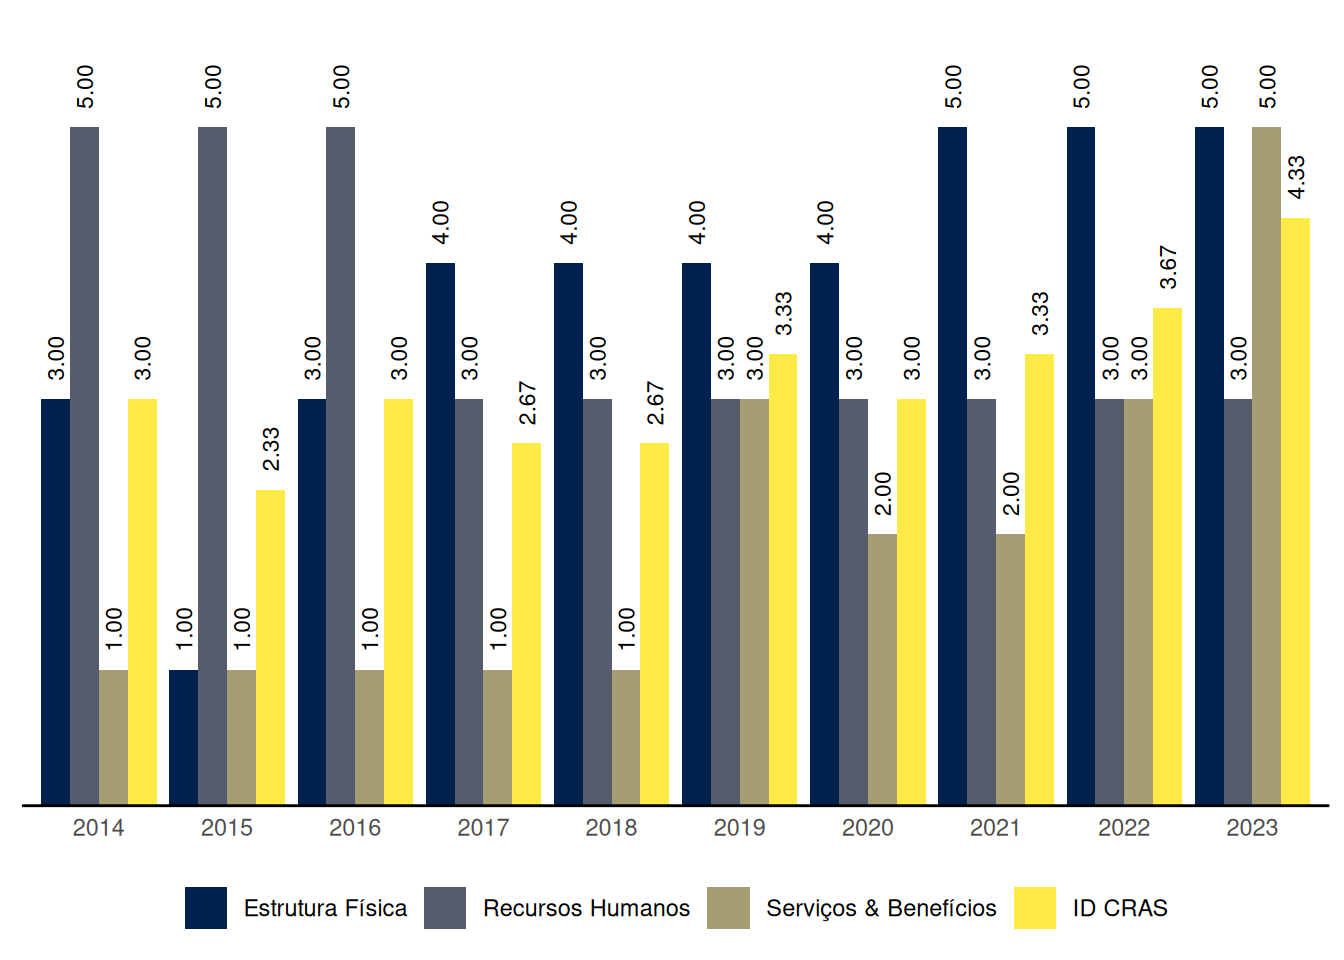 3.00 5.00 1.00 3.00
1.00 5.00 1.00 2.33
3.00 5.00 1.00 3.00
4.00 3.00 1.00 2.67
4.00 3.00 1.00 2.67
4.00 3.00 3.00 3.33
4.00 3.00 2.00 3.00
5.00 3.00 2.00 3.33
5.00 3.00 3.00 3.67
5.00 3.00 5.00 4.33
2014 2015 2016 2017 2018 2019 2020 2021 2022 2023
Estrutura Física Recursos Humanos Serviços & Benefícios ID CRAS